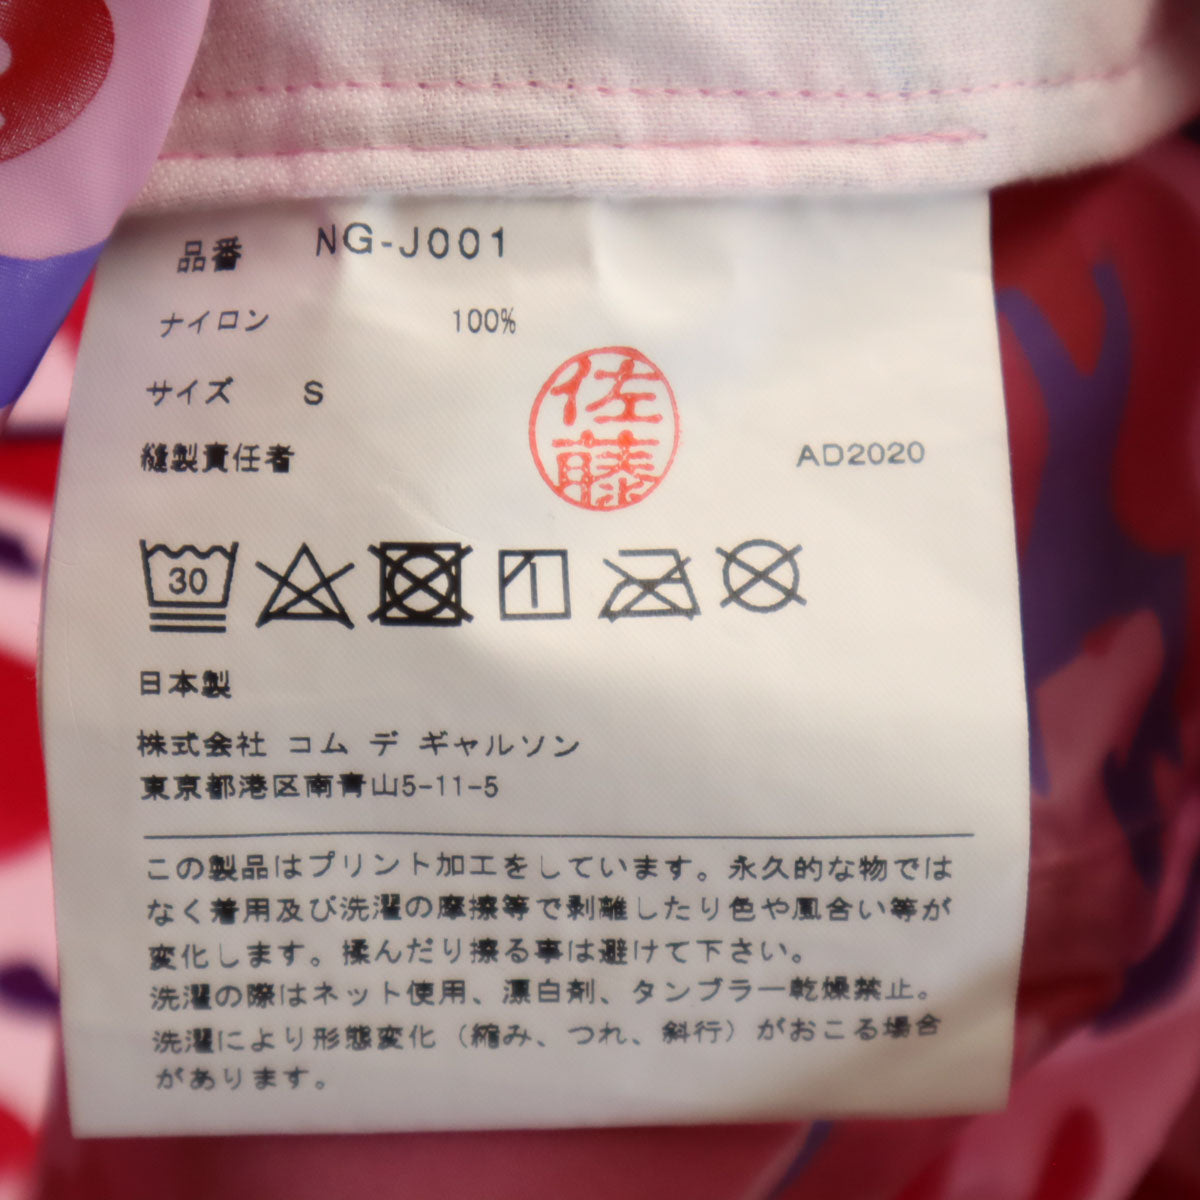 品番 NG-J001
ナイロン 100%
サイズ S
縫製責任者 佐藤 AD2020
30
日本製
株式会社 コム デ ギャルソン
東京都港区南青山5-11-5
この製品はプリント加工をしています。永久的な物では
なく着用及び洗濯の摩擦等で剥離したり色や風合い等が
変化します。揉んだり擦る事は避けて下さい。
洗濯の際はネット使用、漂白剤、タンブラー乾燥禁止。
洗濯により形態変化（縮み、つれ、斜行）がおこる場合
があります。